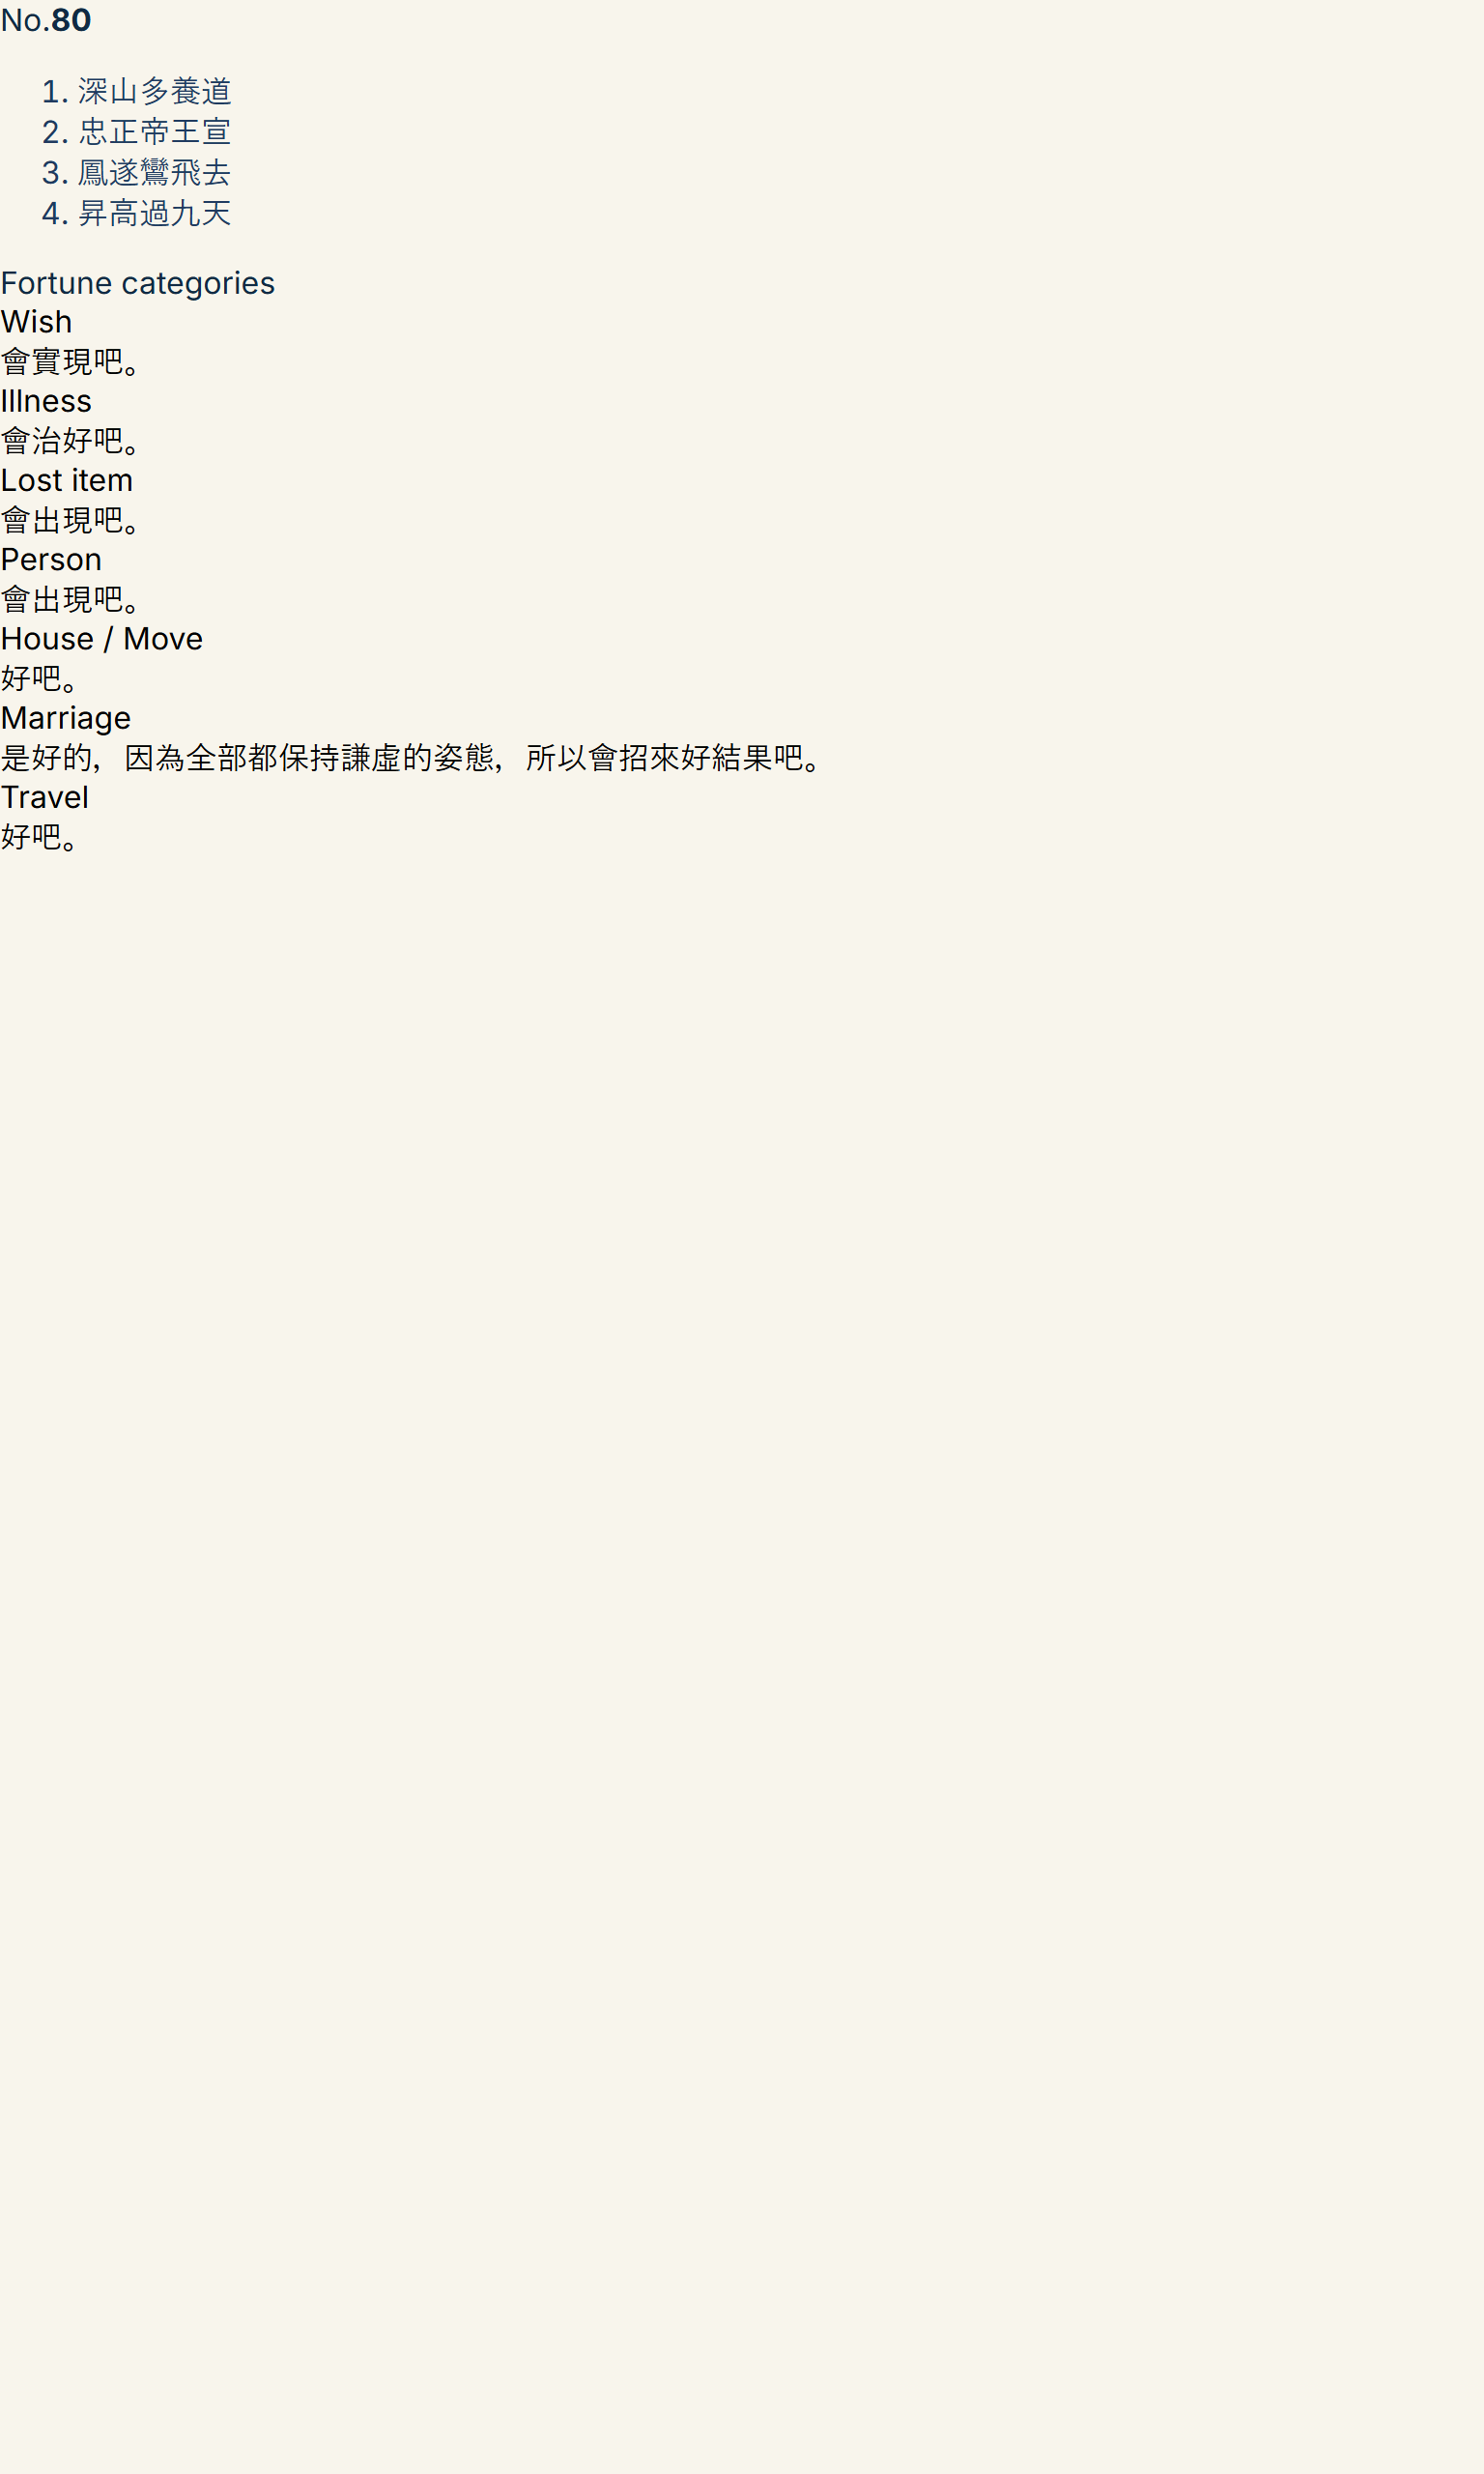 No.80
1. 深山多養道
2. 忠正帝王宣
3. 鳳遂鸞飛去
4. 昇高過九天
Fortune categories
Wish
會實現吧。
Illness
會治好吧。
Lost item
會出現吧。
Person
會出現吧。
House / Move
好吧。
Marriage
是好的，因為全部都保持謙虛的姿態，所以會招來好結果吧。
Travel
好吧。